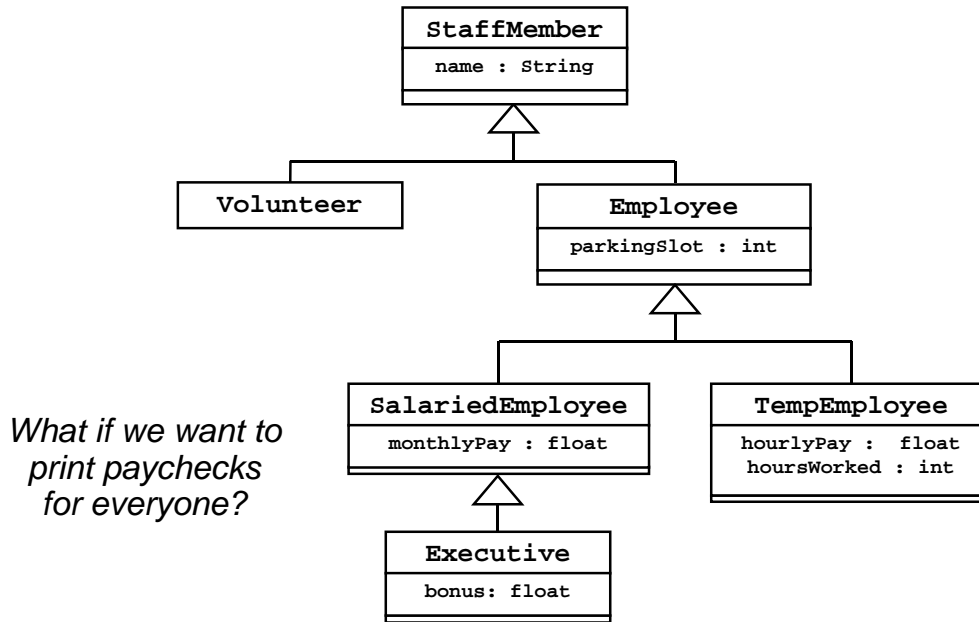 StaffMember
name : String
Volunteer
Employee
parkingSlot : int
SalariedEmployee
monthlyPay : float
TempEmployee
hourlyPay :  float
hoursWorked : int
What if we want to
print paychecks
for everyone?
Executive
bonus: float